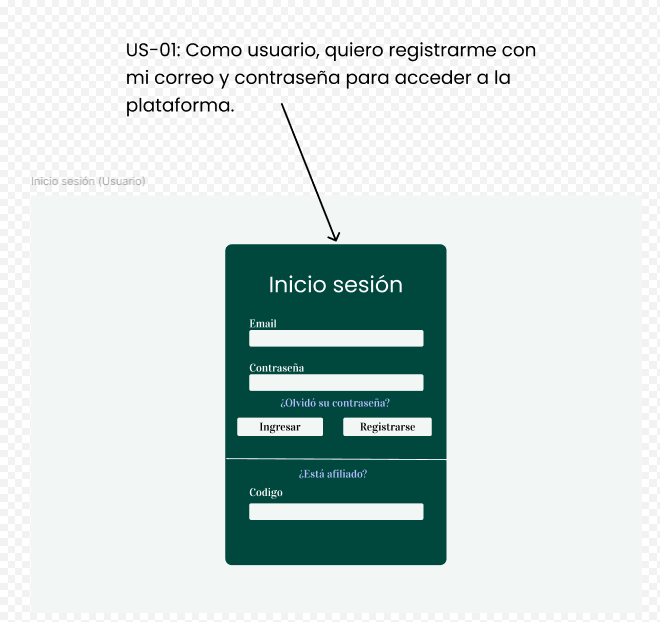 US-01: Como usuario, quiero registrarme con
mi correo y contraseña para acceder a la
plataforma.
Inicio sesión (Usuario)
Inicio sesión
Email
Contraseña
¿Olvidó su contraseña?
Ingresar
Registrarse
¿Está afiliado?
Codigo